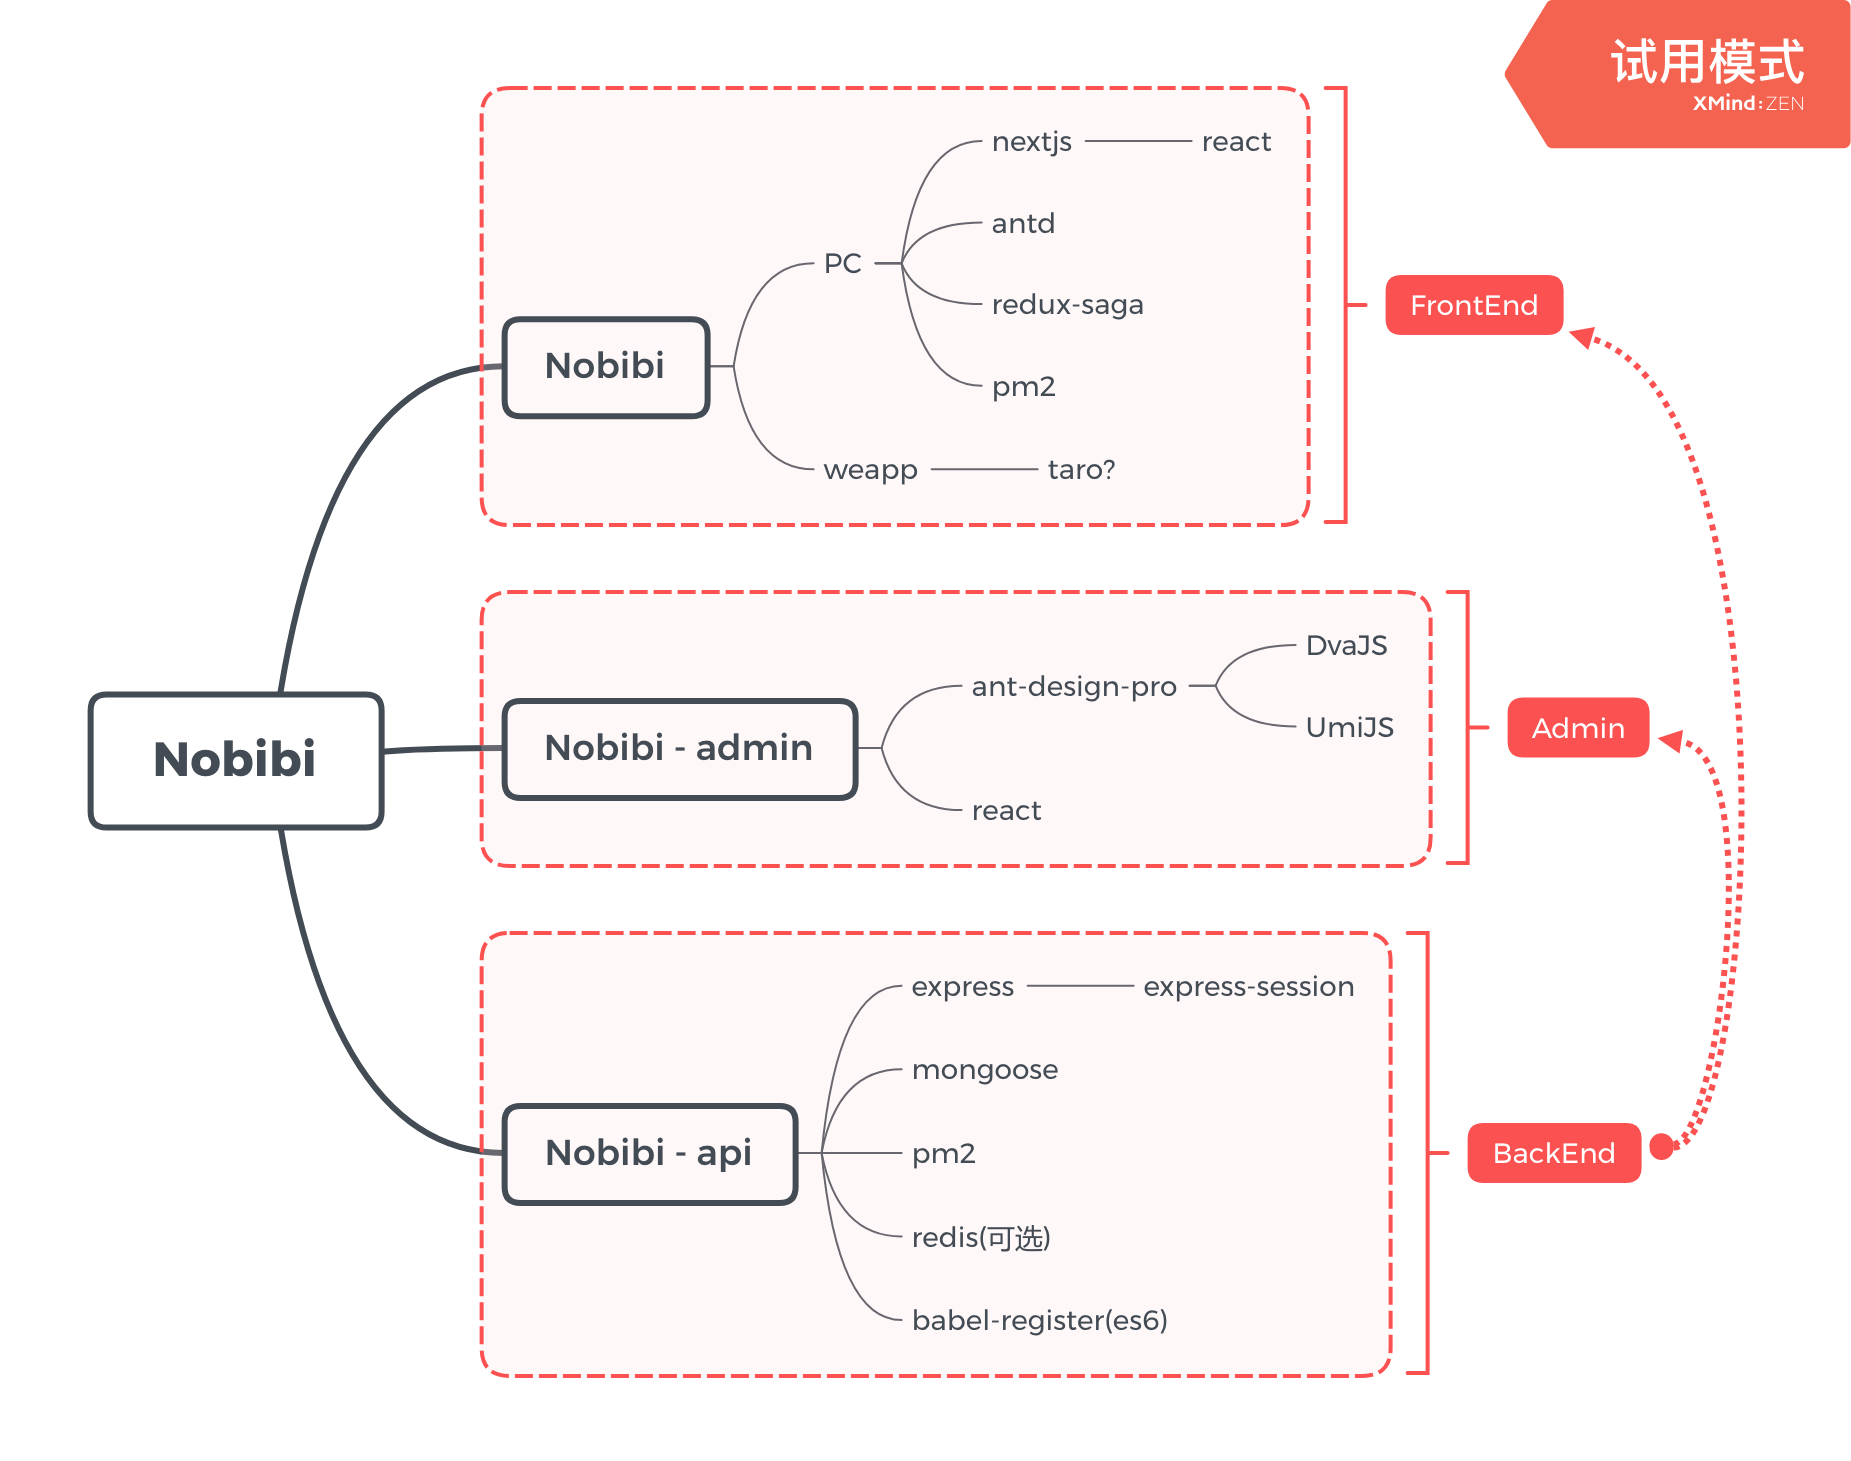 试用模式
XMind:ZEN
nextjs
react
antd
PC
redux-saga
FrontEnd
Nobibi
pm2
weapp
taro?
DvaJS
ant-design-pro
UmiJS
Admin
Nobibi - admin
Nobibi
react
express
express-session
mongoose
Nobibi - api
pm2
BackEnd
redis(可选)
babel-register(es6)